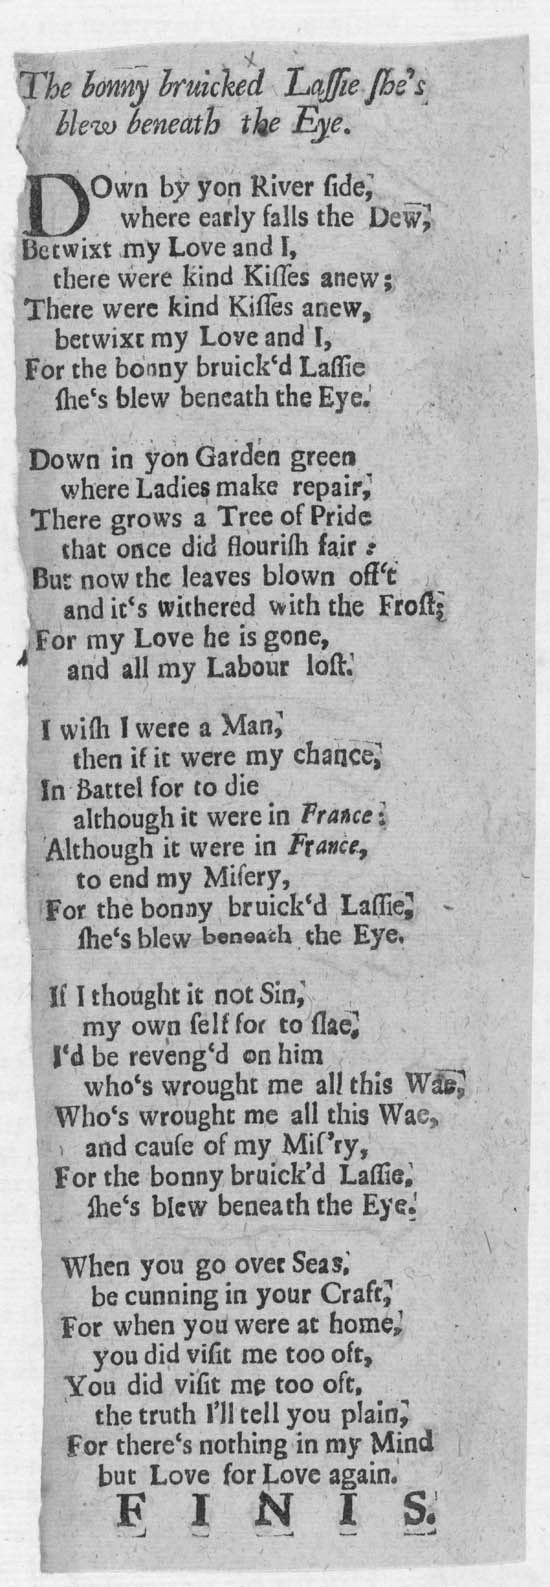 The bonny bruicked Laſſie ſhe's
blew beneath the Eye.
DOwn by yon River ſide,
where early falls the Dew,
Betwixt my Love and I,
there were kind Kiſſes anew;
There were kind Kiſſes anew,
betwixt my Love and I,
For the bonny bruick‘d Laſſie
ſhe‘s blew beneath the Eye.
Down in yon Garden green
where Ladies make repair,
There grows a Tree of Pride
that once did flouriſh fair :
But now the leaves blown off‘t
and it‘s withered with the Froſt;
For my Love he is gone,
and all my Labour loſt.
I wiſh I were a Man,
then if it were my chance,
In Battel for to die
although it were in France:
Although it were in France,
to end my Miſery,
For the bonny bruick‘d Laſſie,
ſhe‘s blew beneath the Eye.
If I thought it not Sin,
my own ſelf for to ſlae,
I‘d be reveng‘d on him
who‘s wrought me all this Wae,
Who‘s wrought me all this Wae,
and cauſe of my Miſ’ry,
For the bonny bruick’d Laſſie,
ſhe‘s blew beneath the Eye.
When you go over Seas,
be cunning in your Craft,
For when you were at home,
you did viſit me too oft,
You did viſit me too oft,
the truth I’ll tell you plain,
For there‘s nothing in my Mind
but Love for Love again.
FINIS.